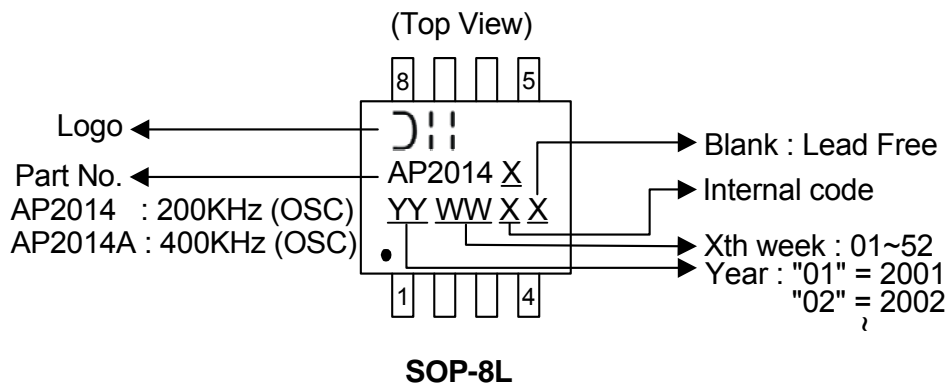 (Top View)
8 5
Logo
AP2014 X
YY WW X X
Part No.
AP2014 : 200KHz (OSC)
AP2014A : 400KHz (OSC)
Blank : Lead Free
Internal code
Xth week : 01~52
Year : "01" = 2001
"02" = 2002
~
1 4
SOP-8L